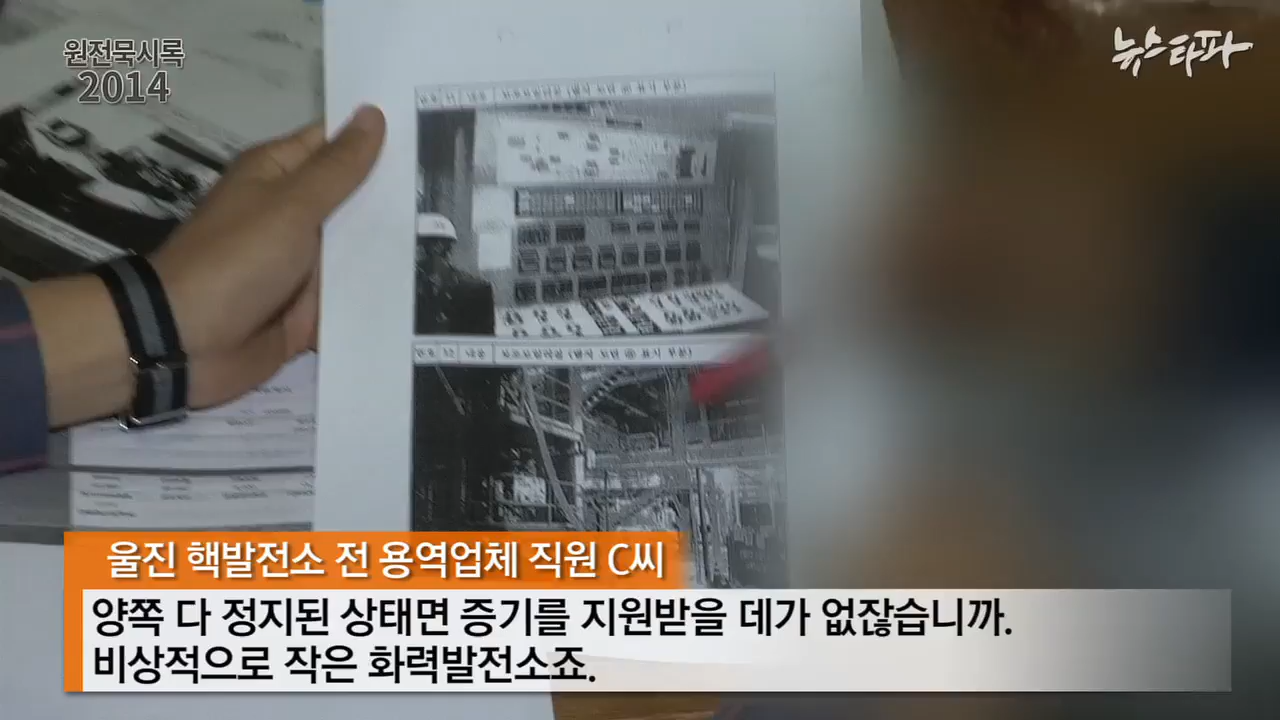 원전묵시록
2014
뉴스타파
울진 핵발전소 전 용역업체 직원 C씨
양쪽 다 정지된 상태면 증기를 지원받을 데가 없잖습니까.
비상적으로 작은 화력발전소죠.